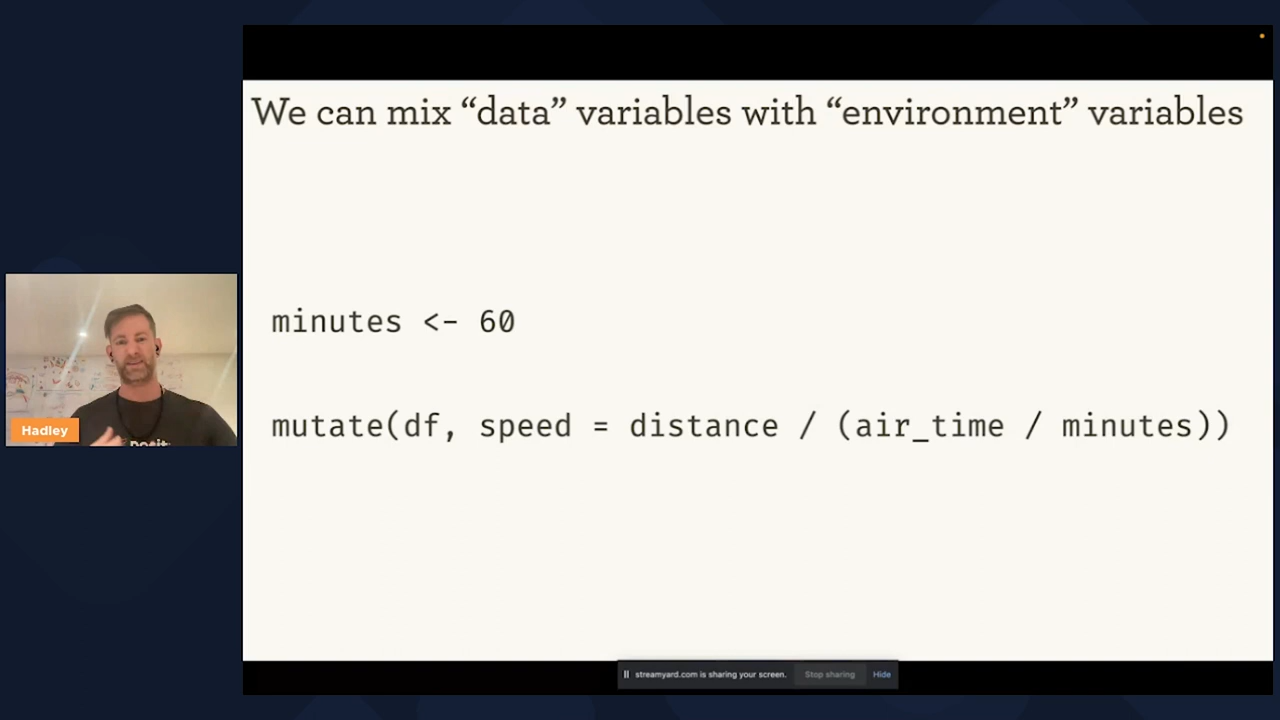 We can mix “data” variables with “environment” variables
minutes <- 60
mutate(df, speed = distance / (air_time / minutes))
Hadley
streamyard.com is sharing your screen. Stop sharing Hide